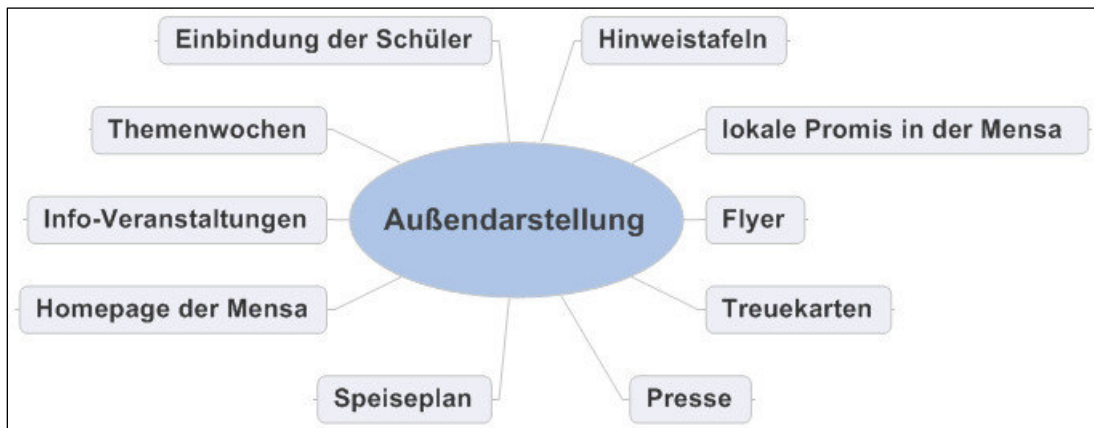 Einbindung der Schüler
Hinweistafeln
Themenwochen
lokale Promis in der Mensa
Info-Veranstaltungen
Außendarstellung
Flyer
Homepage der Mensa
Treuekarten
Speiseplan
Presse